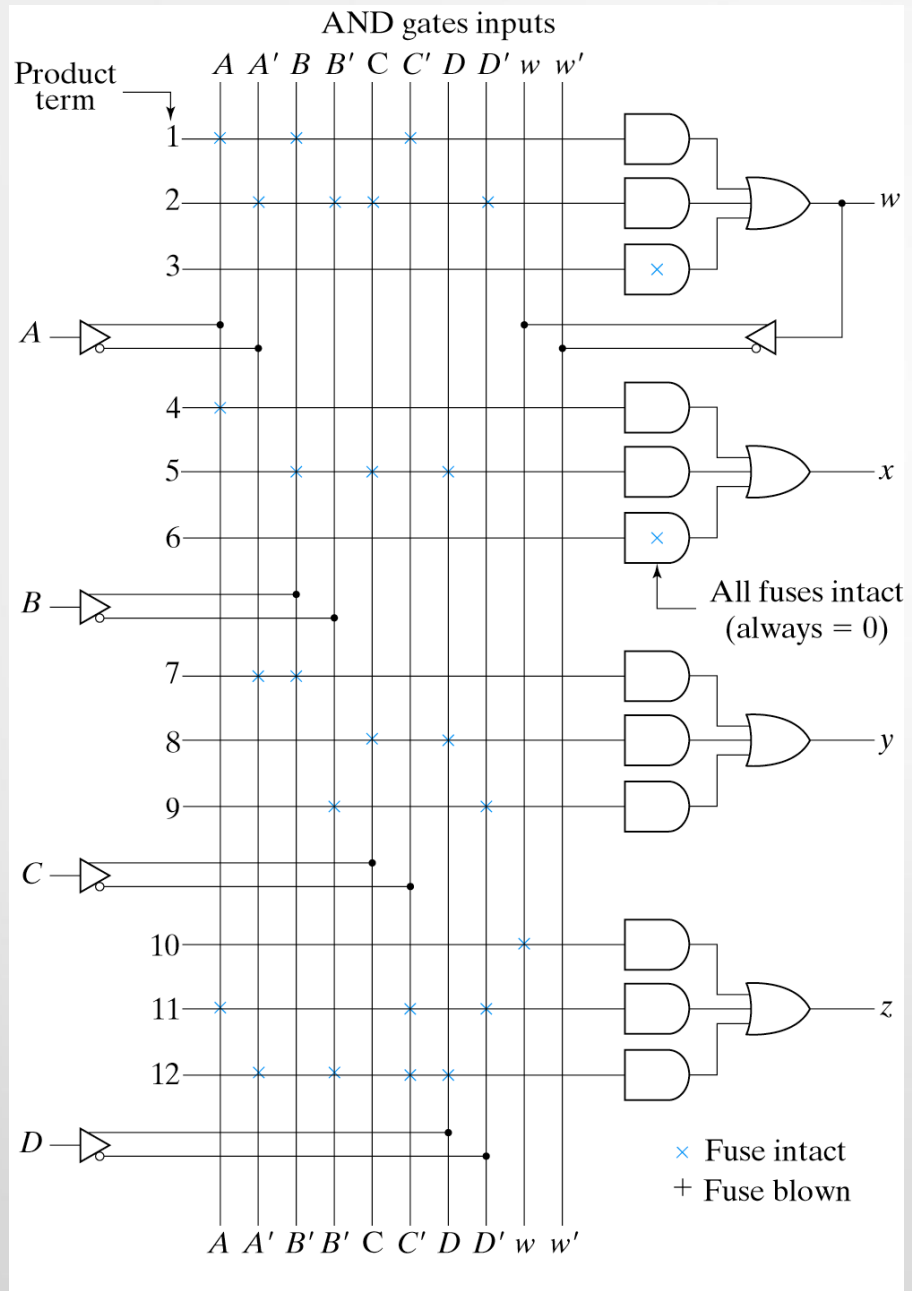 AND gates inputs
A A' B B' C C' D D' w w'
Product
term
1
2
w
3
A
4
5
x
6
All fuses intact
(always = 0)
B
7
8
y
9
C
10
11
z
12
D
× Fuse intact
+ Fuse blown
A A' B' B' C C' D D' w w'